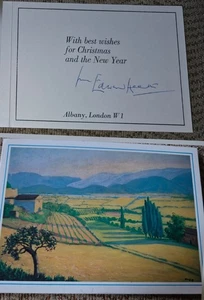 With best wishes
for Christmas
and the New Year
Albany, London W1